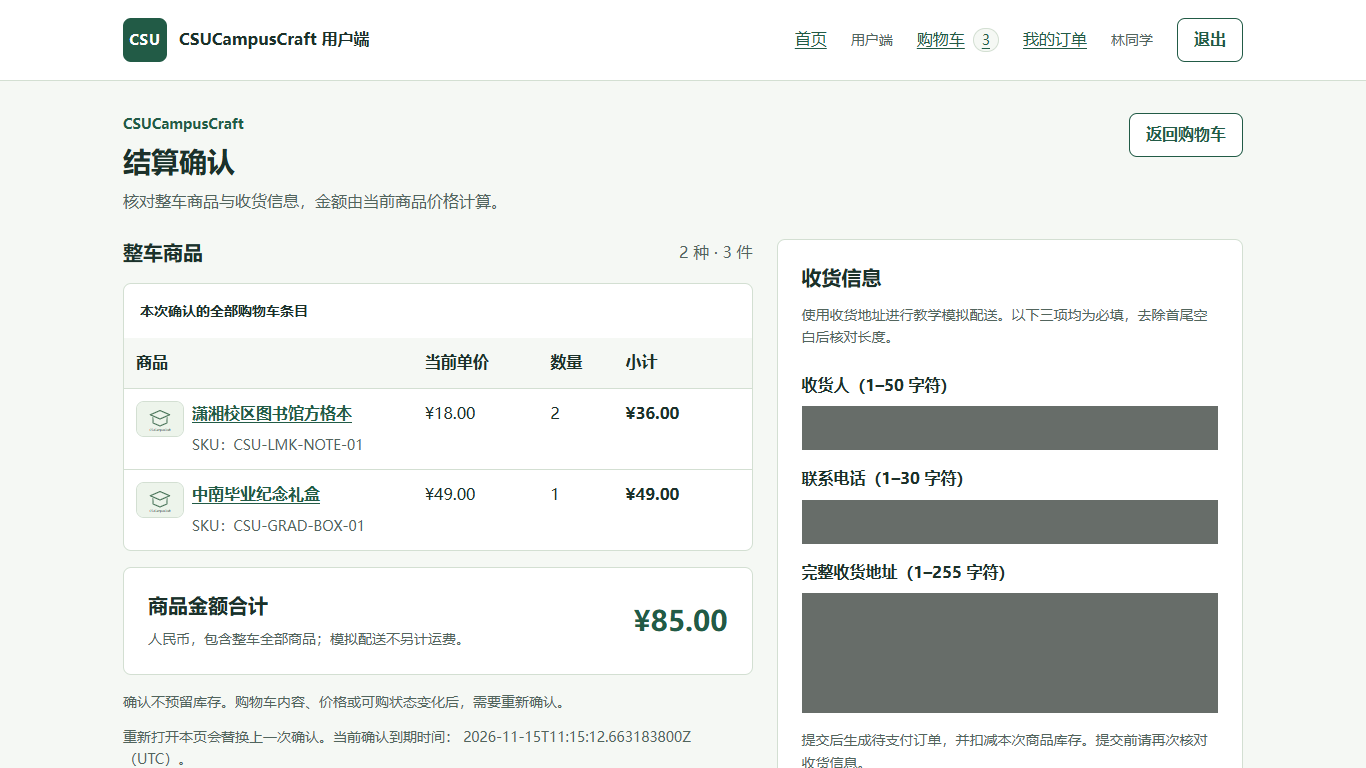 CSU
CSUCampusCraft 用户端
首页 用户端 购物车 3 我的订单 林同学 退出
CSUCampusCraft
结算确认
核对整车商品与收货信息，金额由当前商品价格计算。
返回购物车
整车商品
2 种 · 3 件
本次确认的全部购物车条目
商品 当前单价 数量 小计
潇湘校区图书馆方格本 ¥18.00 2 ¥36.00
SKU：CSU-LMK-NOTE-01
中南毕业纪念礼盒 ¥49.00 1 ¥49.00
SKU：CSU-GRAD-BOX-01
商品金额合计
人民币，包含整车全部商品；模拟配送不另计运费。
¥85.00
确认不预留库存。购物车内容、价格或可购状态变化后，需要重新确认。
重新打开本页会替换上一次确认。当前确认到期时间： 2026-11-15T11:15:12.663183800Z
（UTC）。
收货信息
使用收货地址进行教学模拟配送。以下三项均为必填，去除首尾空
白后核对长度。
收货人（1–50 字符）
联系电话（1–30 字符）
完整收货地址（1–255 字符）
提交后生成待支付订单，并扣减本次商品库存。提交前请再次核对
收货信息。